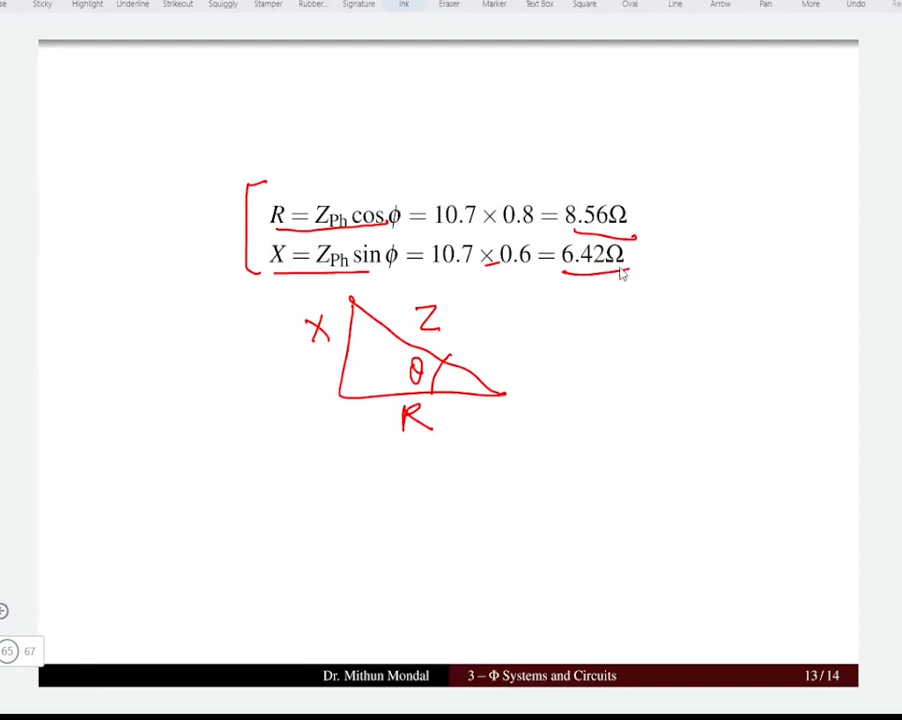 se Sticky Highlight Underline Strikeout Squiggly Stamper Rubber... Signature Ink Eraser Marker Text Box Square Oval Line Arrow Pan More Undo Re
R = Z_Ph cos ϕ = 10.7 × 0.8 = 8.56Ω
X = Z_Ph sin ϕ = 10.7 × 0.6 = 6.42Ω
X Z
θ
R
65 67
Dr. Mithun Mondal 3 – Φ Systems and Circuits 13/14